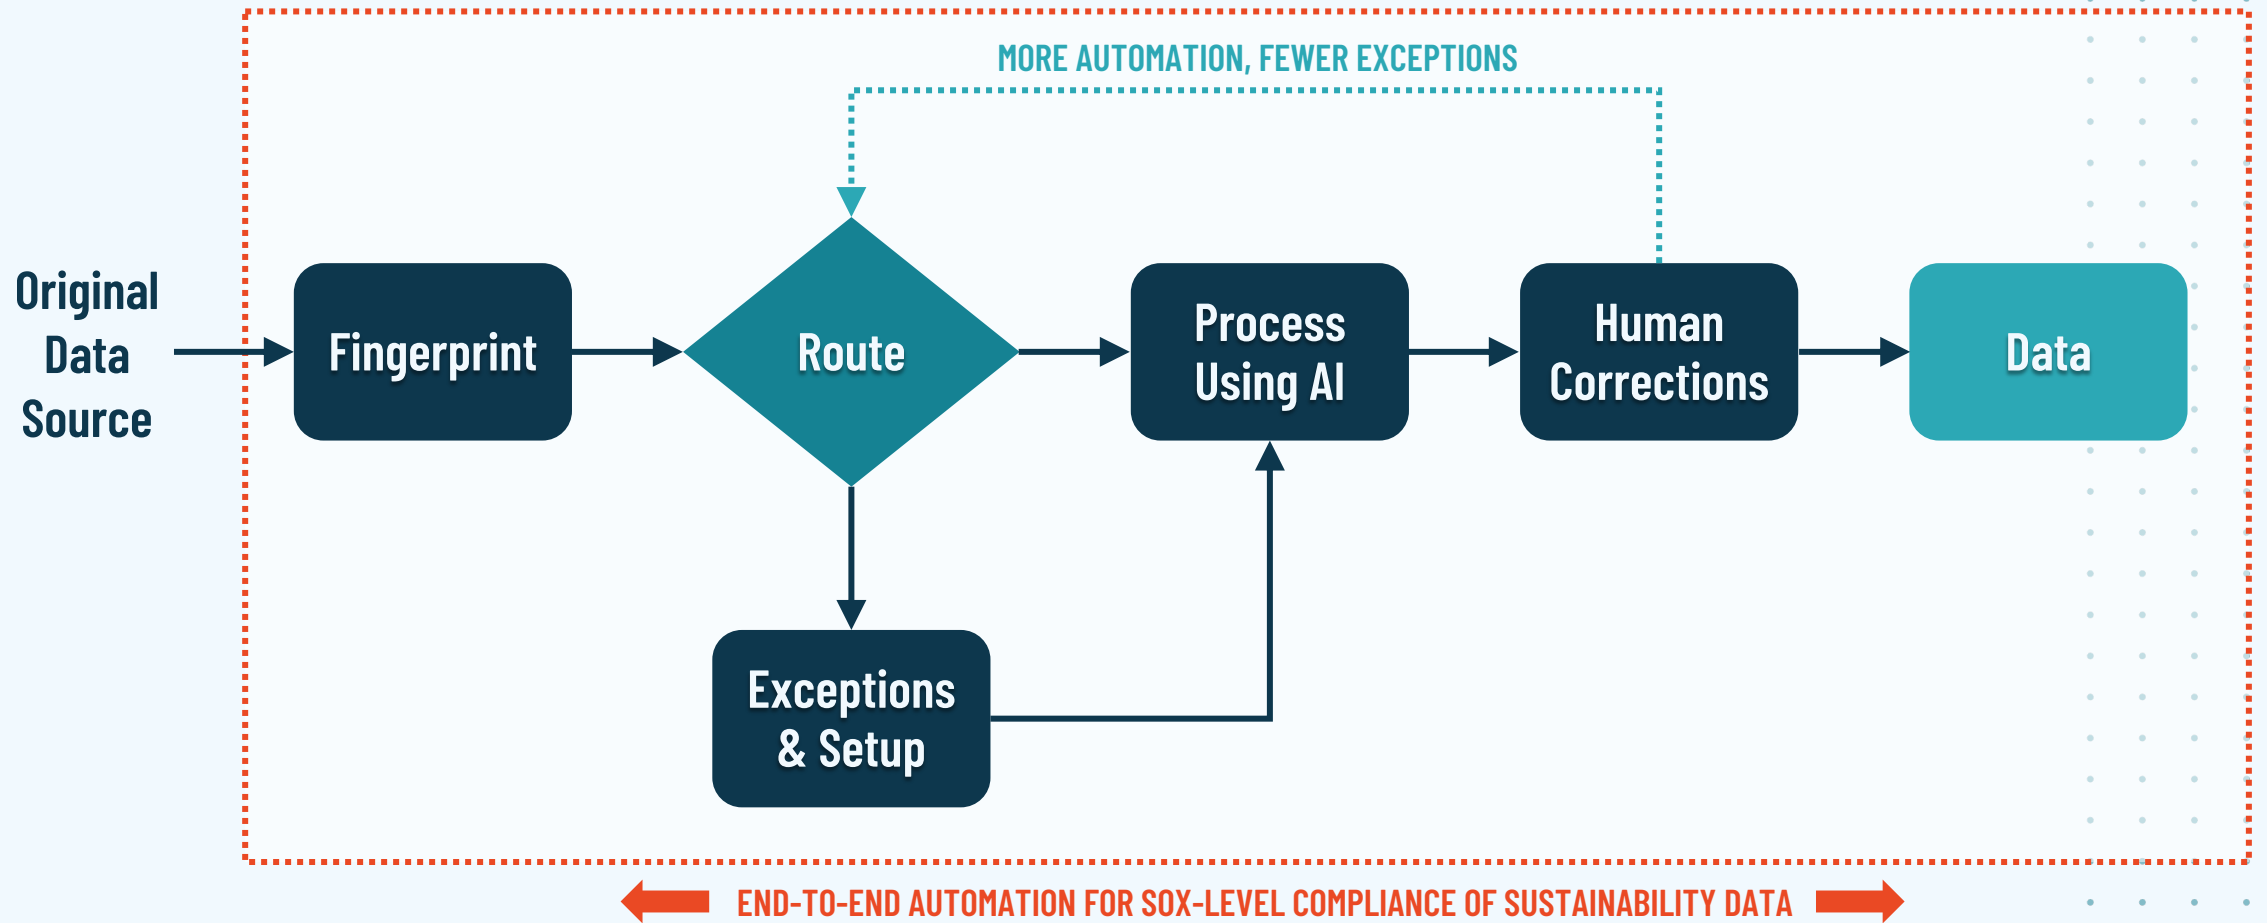 MORE AUTOMATION, FEWER EXCEPTIONS
Original
Data
Source
Fingerprint
Route
Process
Using AI
Human
Corrections
Data
Exceptions
& Setup
END-TO-END AUTOMATION FOR SOX-LEVEL COMPLIANCE OF SUSTAINABILITY DATA